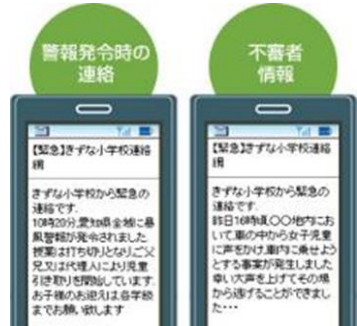 警報発令時の
連絡
【緊急】きずな小学校連絡
網
きずな小学校から緊急の
連絡です.
10時20分,愛知県全域に暴
風警報が発令されました
授業は打ち切りとなりご父
兄又は代理人により児童
引き取りを開始しています.
お子様のお迎えは各学級
までお願い致します
不審者
情報
【緊急】きずな小学校連絡
網
きずな小学校から緊急の
連絡です.
昨日16時頃,〇〇地内にお
いて,車の中から女子児童
に声をかけ,車内に乗せよう
とする事案が発生しました
幸い大声を上げてその場
から逃げることができまし
た・・・